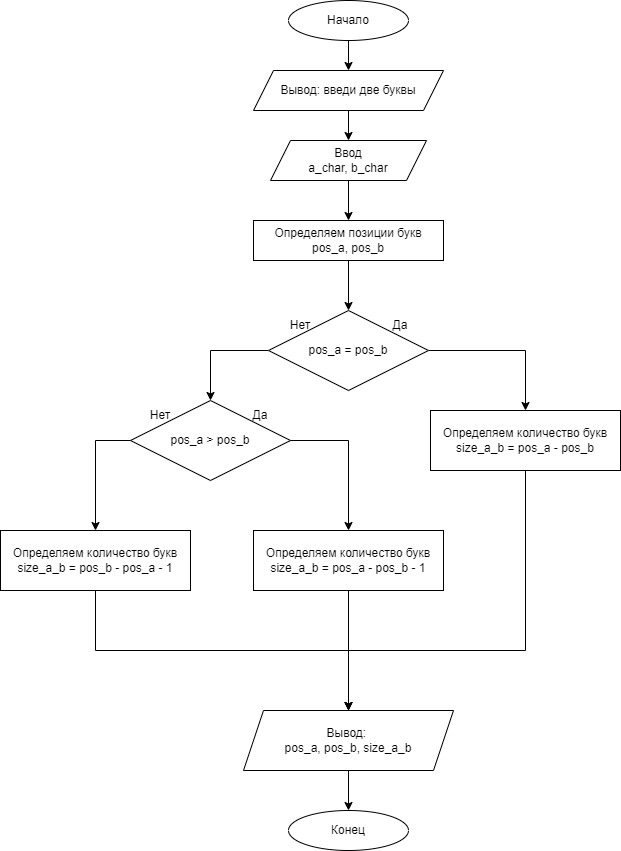 Начало
Вывод: введи две буквы
Ввод
a_char, b_char
Определяем позиции букв
pos_a, pos_b
Нет
Да
pos_a = pos_b
Нет
Да
pos_a > pos_b
Определяем количество букв
size_a_b = pos_a - pos_b
Определяем количество букв
size_a_b = pos_b - pos_a - 1
Определяем количество букв
size_a_b = pos_a - pos_b - 1
Вывод:
pos_a, pos_b, size_a_b
Конец